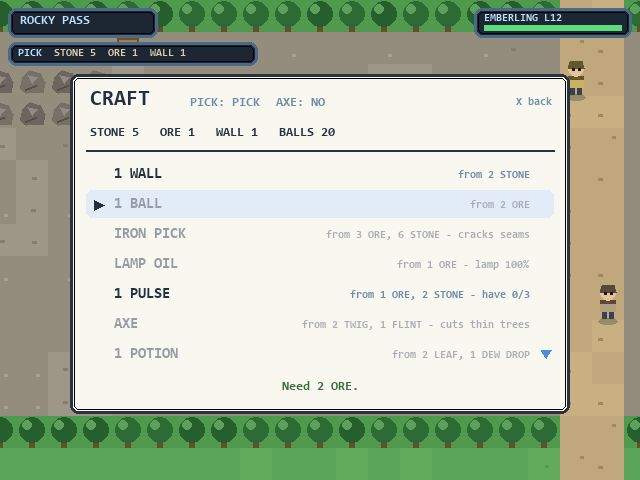 ROCKY PASS
EMBERLING L12
PICK STONE 5 ORE 1 WALL 1
CRAFT PICK: PICK AXE: NO X back
STONE 5 ORE 1 WALL 1 BALLS 20
1 WALL from 2 STONE
▶ 1 BALL from 2 ORE
IRON PICK from 3 ORE, 6 STONE - cracks seams
LAMP OIL from 1 ORE - lamp 100%
1 PULSE from 1 ORE, 2 STONE - have 0/3
AXE from 2 TWIG, 1 FLINT - cuts thin trees
1 POTION from 2 LEAF, 1 DEW DROP
Need 2 ORE.